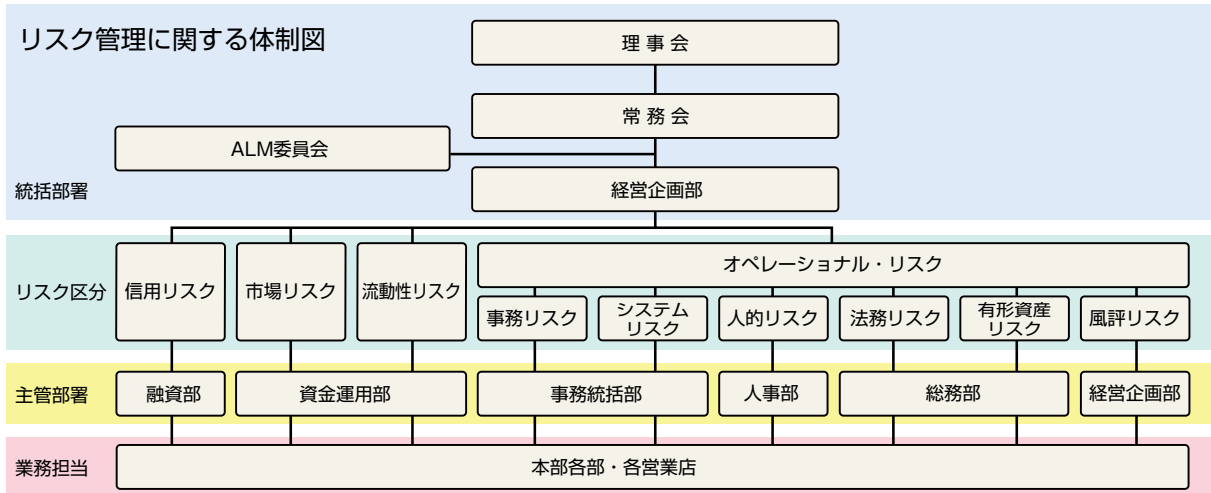 リスク管理に関する体制図
理事会
常務会
ALM委員会
統括部署
経営企画部
リスク区分
信用リスク
市場リスク
流動性リスク
オペレーショナル・リスク
事務リスク
システム
リスク
人的リスク
法務リスク
有形資産
リスク
風評リスク
主管部署
融資部
資金運用部
事務統括部
人事部
総務部
経営企画部
業務担当
本部各部・各営業店